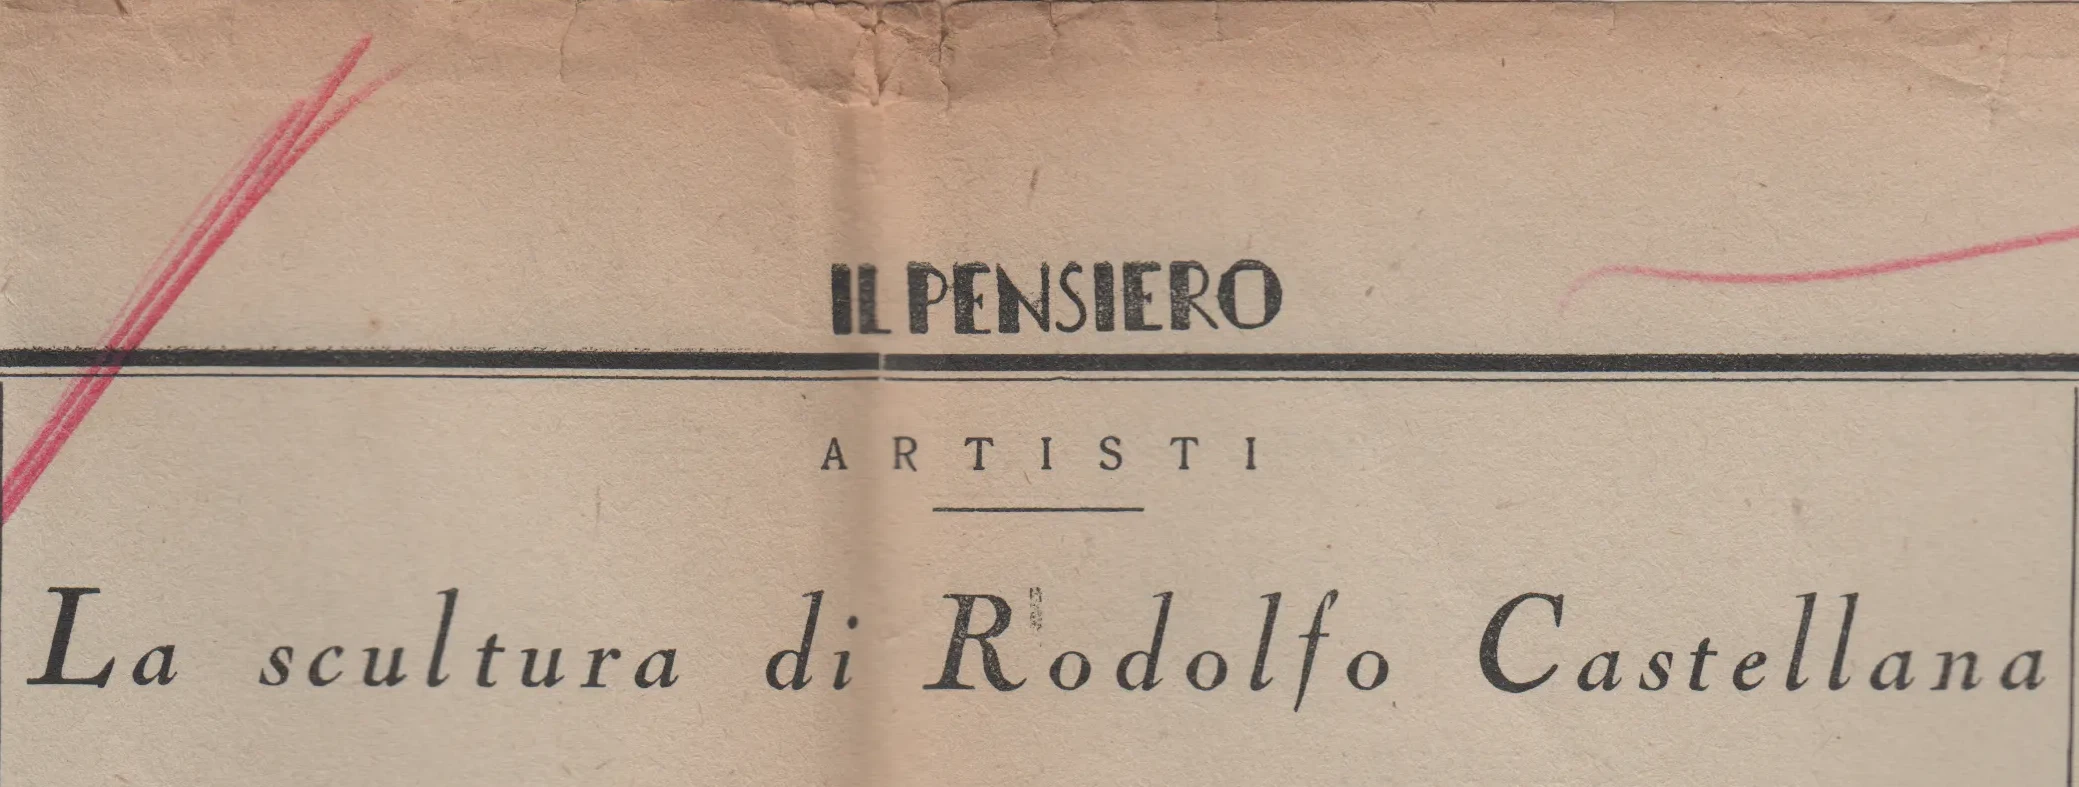 IL PENSIERO
ARTISTI
La scultura di Rodolfo Castellana